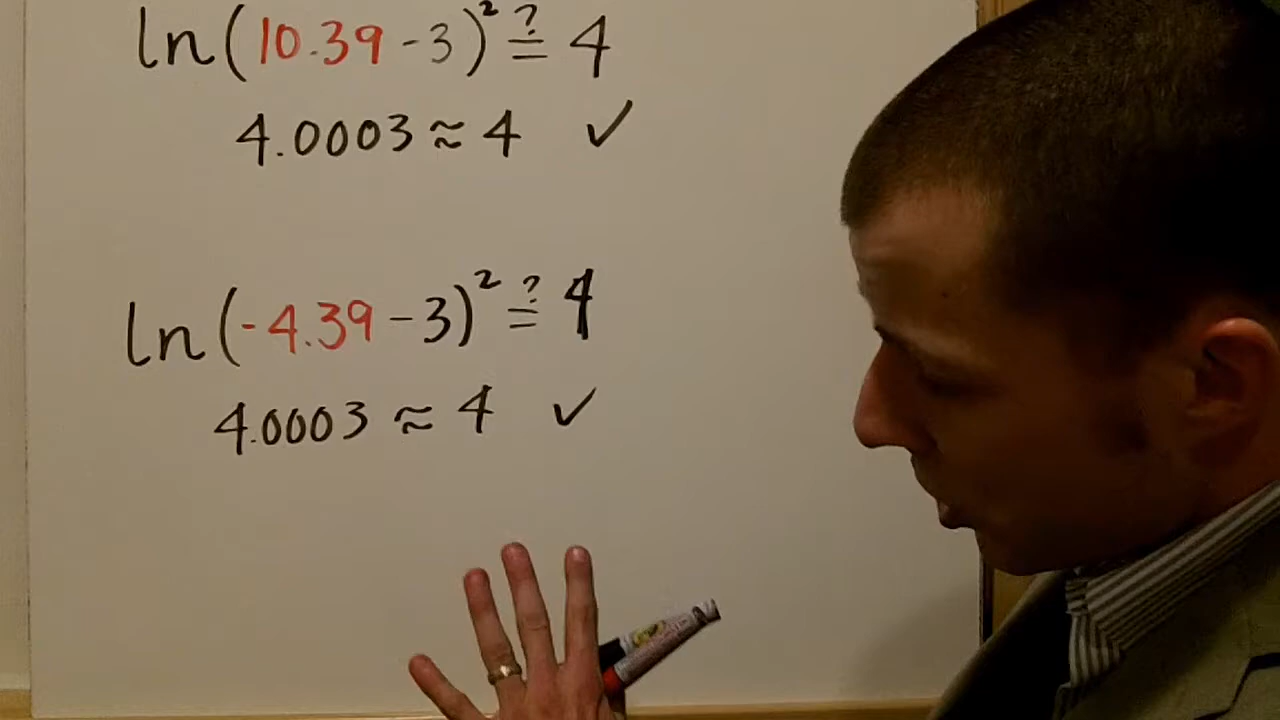 ln(10.39-3)² ≟ 4
4.0003 ≈ 4 ✓
ln(-4.39-3)² ≟ 4
4.0003 ≈ 4 ✓